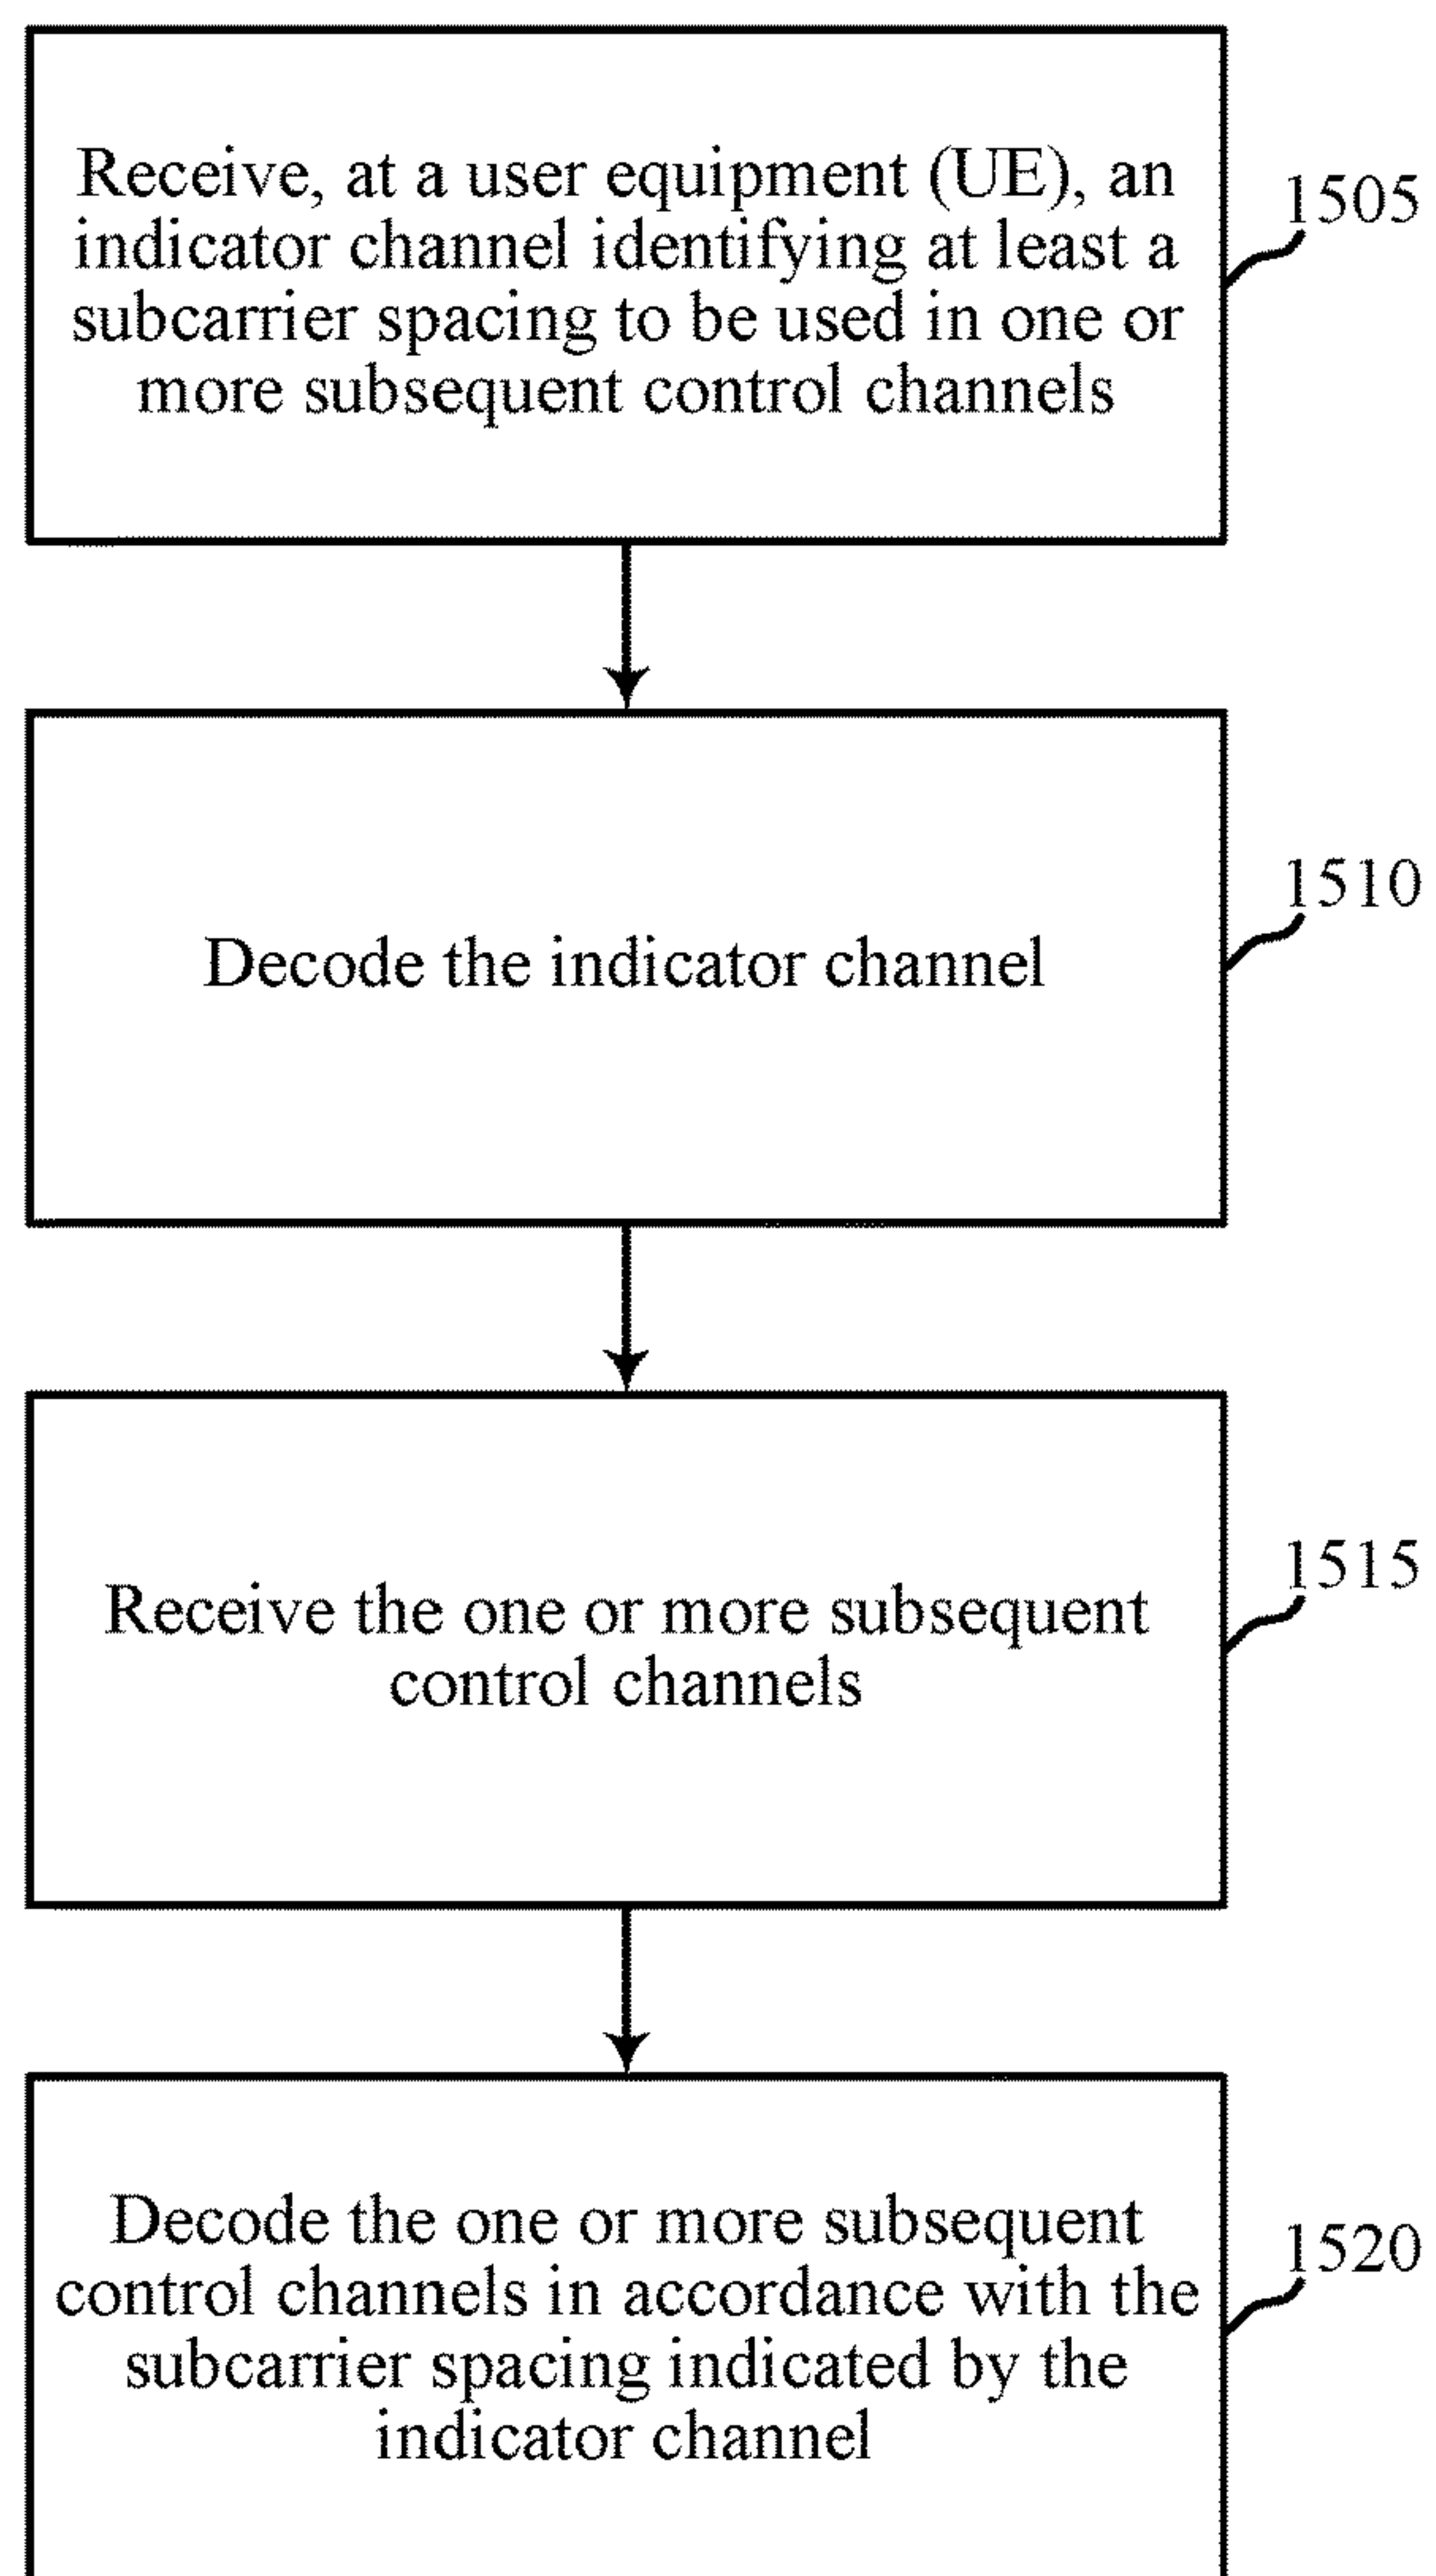 Receive, at a user equipment (UE), an
indicator channel identifying at least a
subcarrier spacing to be used in one or
more subsequent control channels
1505
Decode the indicator channel
1510
Receive the one or more subsequent
control channels
1515
Decode the one or more subsequent
control channels in accordance with the
subcarrier spacing indicated by the
indicator channel
1520